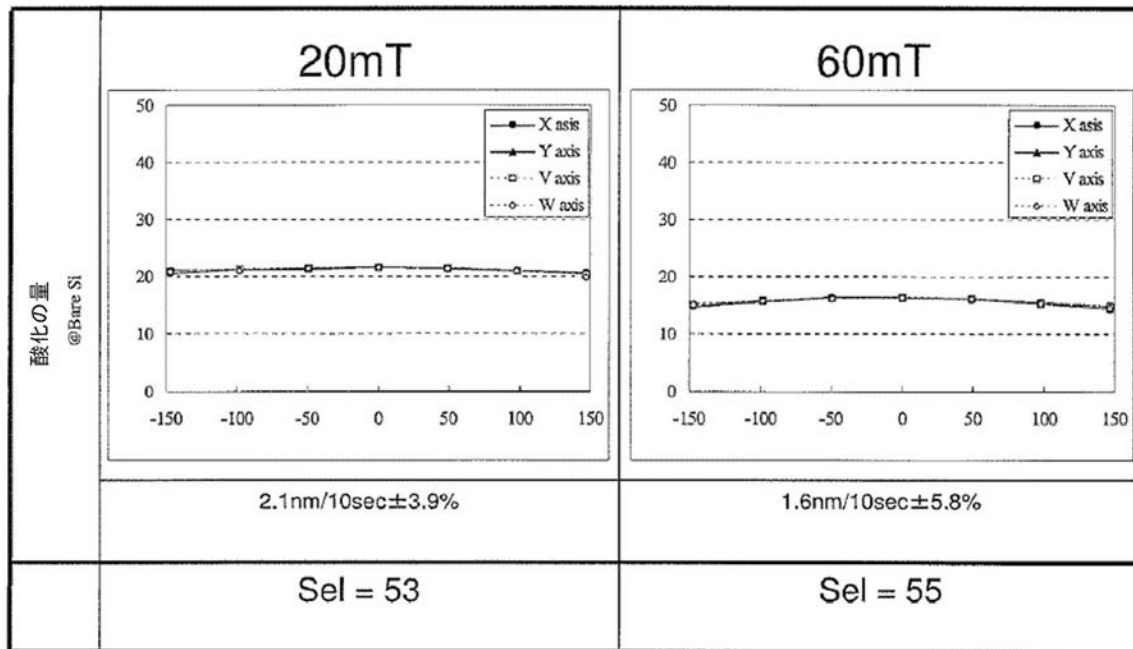 20mT
60mT
酸化の量
@Bare Si
50
40
30
20
10
0
-150 -100 -50 0 50 100 150
X asis
Y axis
V axis
W axis
50
40
30
20
10
0
-150 -100 -50 0 50 100 150
X asis
Y axis
V axis
W axis
2.1nm/10sec±3.9%
1.6nm/10sec±5.8%
Sel = 53
Sel = 55